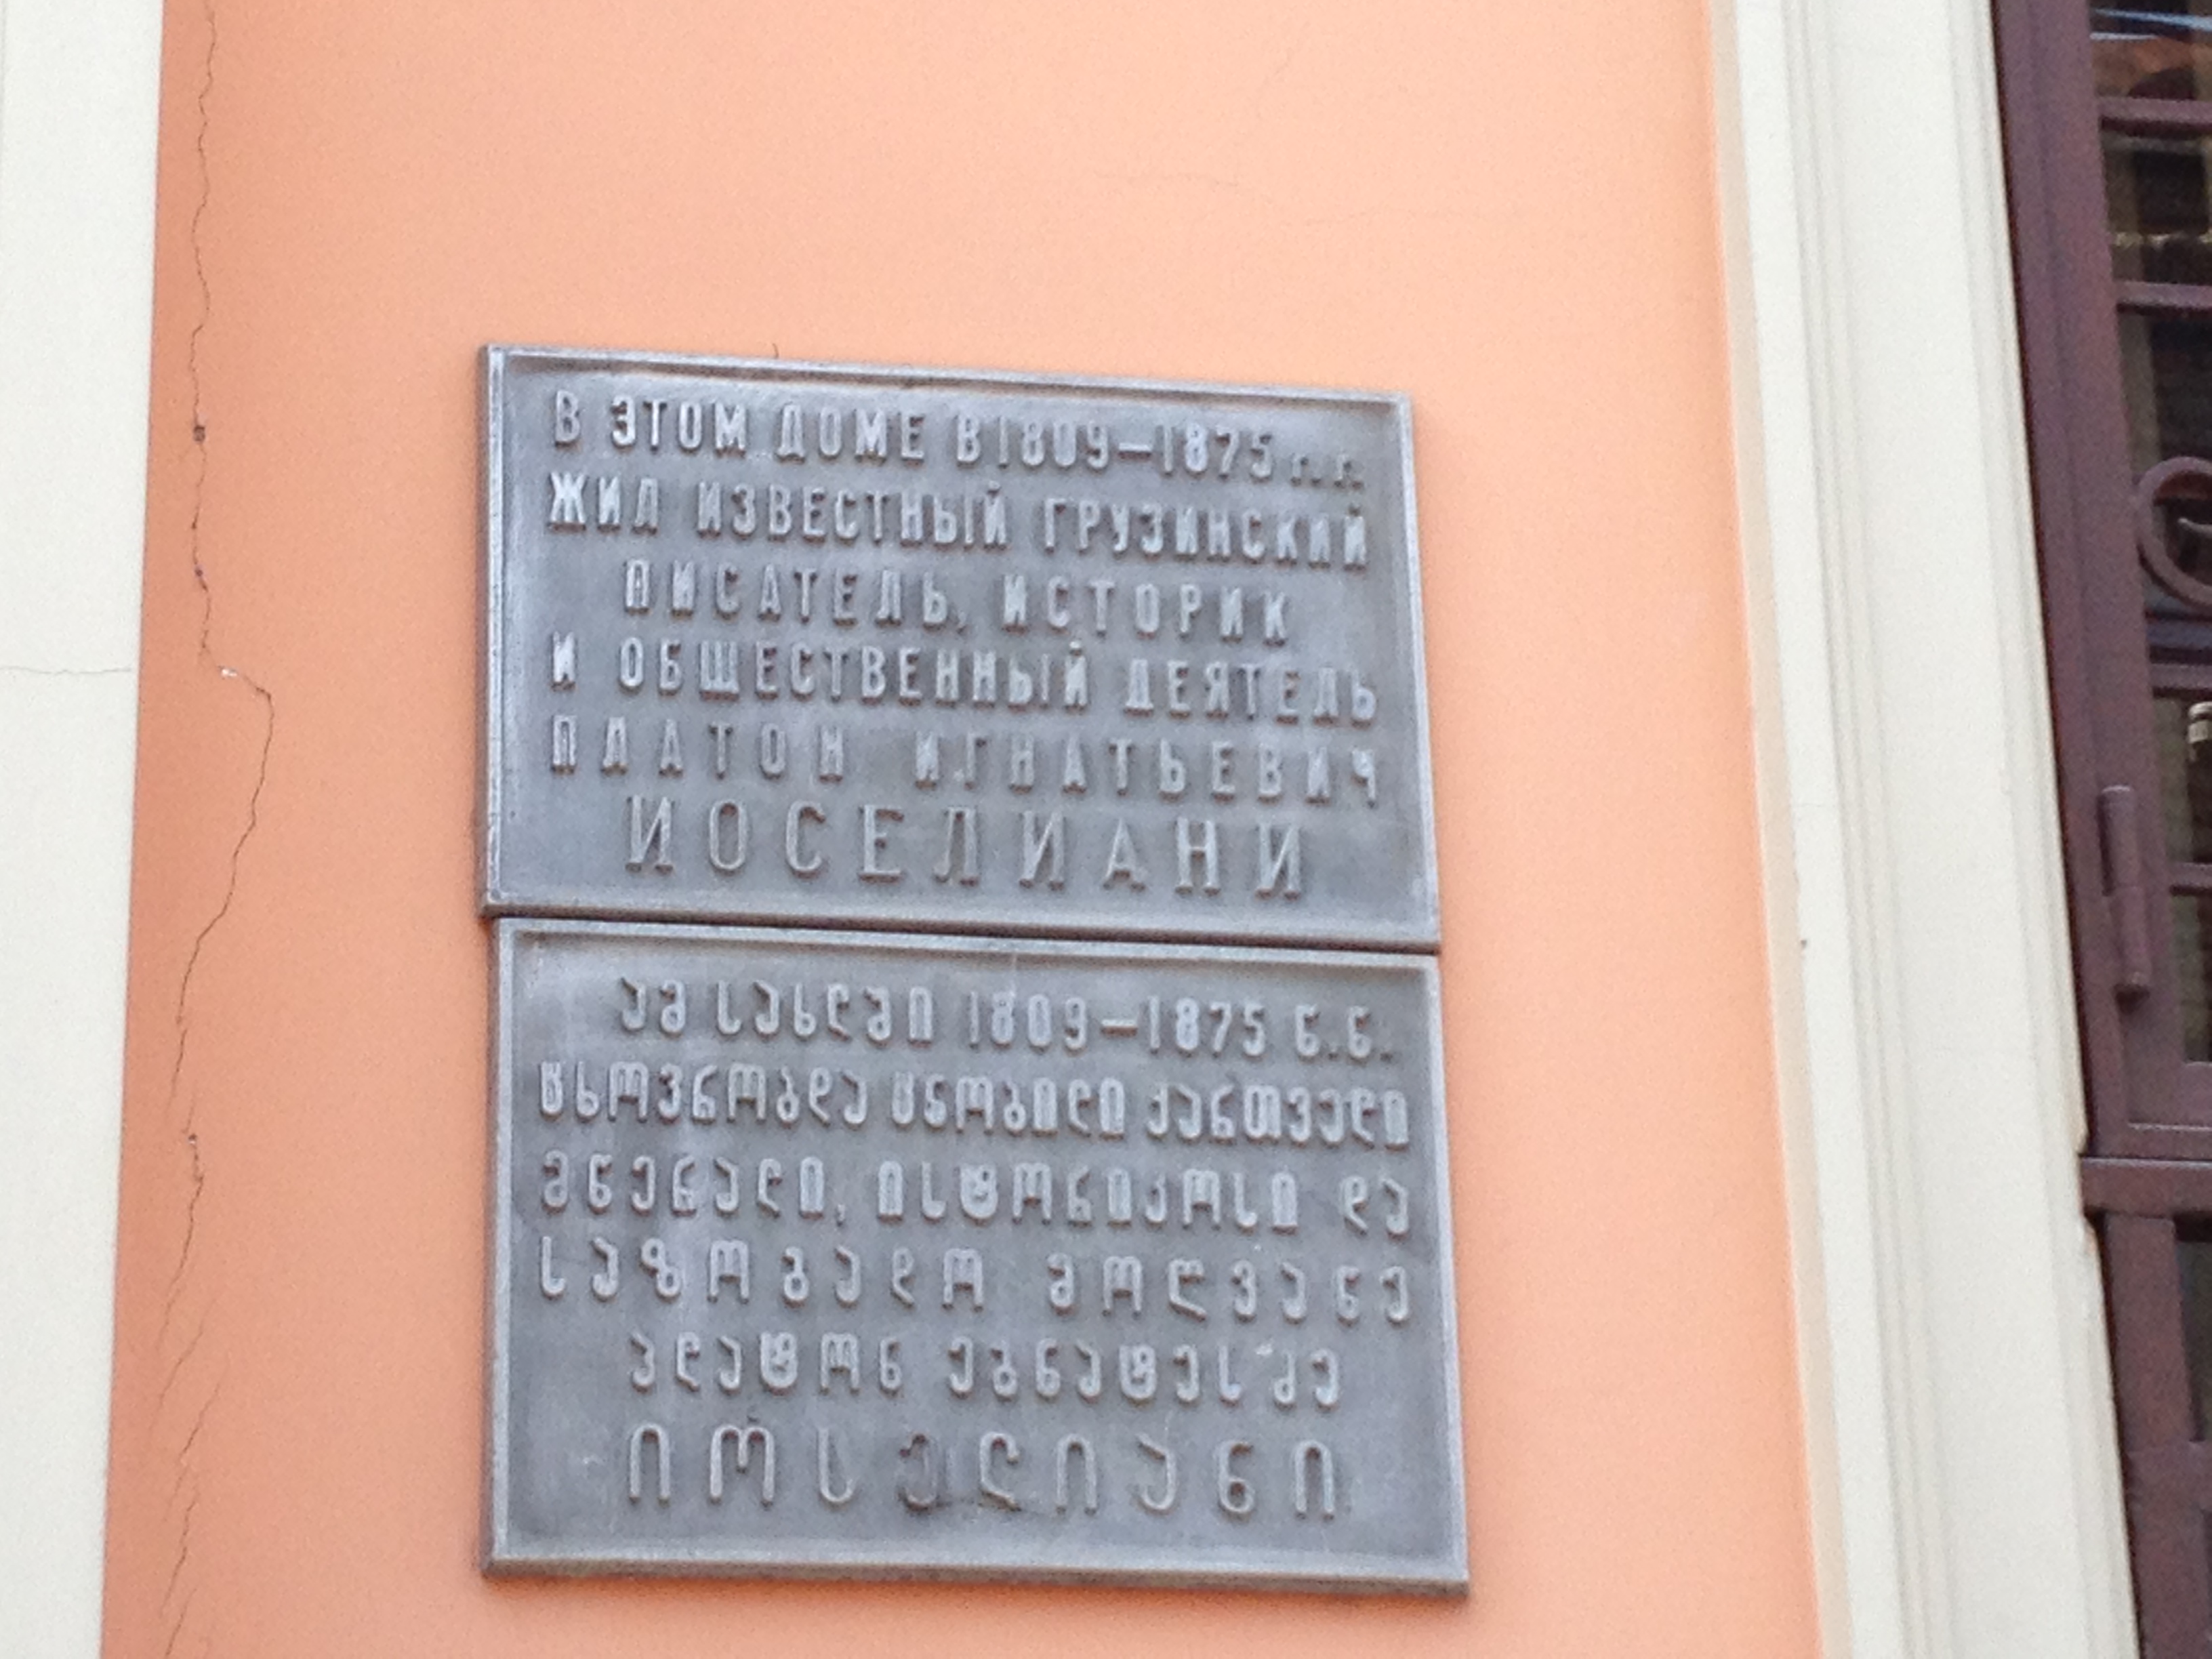 В ЭТОМ ДОМЕ В 1809—1875 г.г.
ЖИЛ ИЗВЕСТНЫЙ ГРУЗИНСКИЙ
ПИСАТЕЛЬ, ИСТОРИК
И ОБЩЕСТВЕННЫЙ ДЕЯТЕЛЬ
ПЛАТОН ИГНАТЬЕВИЧ
ИОСЕЛИАНИ
ამ სახლში 1809—1875 წ.წ.
ცხოვრობდა ცნობილი ქართველი
მწერალი, ისტორიკოსი და
საზოგადო მოღვაწე
პლატონ ეგნატეს ძე
იოსელიანი